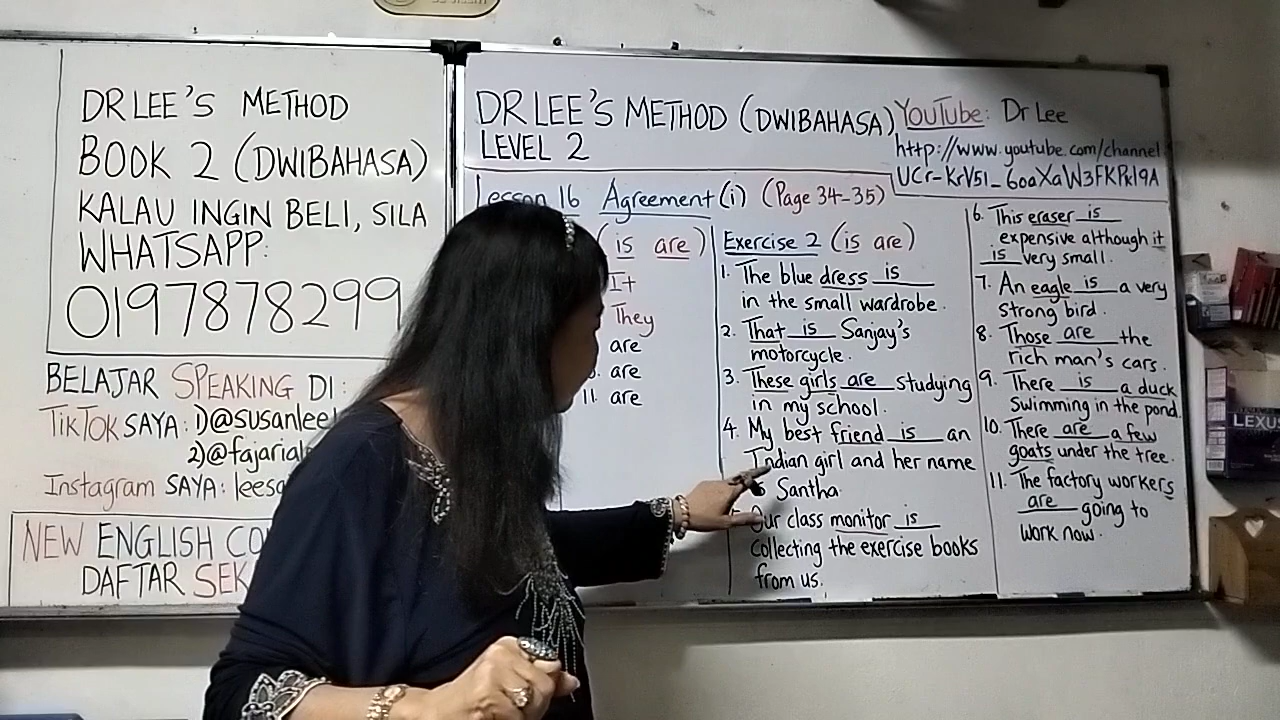 DR LEE'S METHOD
BOOK 2 (DWIBAHASA)
KALAU INGIN BELI, SILA
WHATSAPP:
0197878299
BELAJAR SPEAKING DI:
TIKTOK SAYA: 1)@susanlee
2)@fajarial
Instagram SAYA: leesa
NEW ENGLISH CO
DAFTAR SEK
DR LEE'S METHOD (DWIBAHASA)
LEVEL 2
YouTube: Dr Lee
http://www.youtube.com/channel
UCr-KrV5l_6oaXaW3FKPkl9A
Lesson 16 Agreement (i) (Page 34-35)
(is are)
It
They
are
are
11. are
Exercise 2 (is are)
1. The blue dress is
in the small wardrobe.
2. That is Sanjay's
motorcycle.
3. These girls are studying
in my school.
4. My best friend is an
Indian girl and her name
Santha.
Our class monitor is
collecting the exercise books
from us.
6. This eraser is
expensive although it
is very small.
7. An eagle is a very
strong bird.
8. Those are the
rich man's cars.
9. There is a duck
Swimming in the pond.
10. There are a few
goats under the tree.
11. The factory workers
are going to
work now.
LEXUS